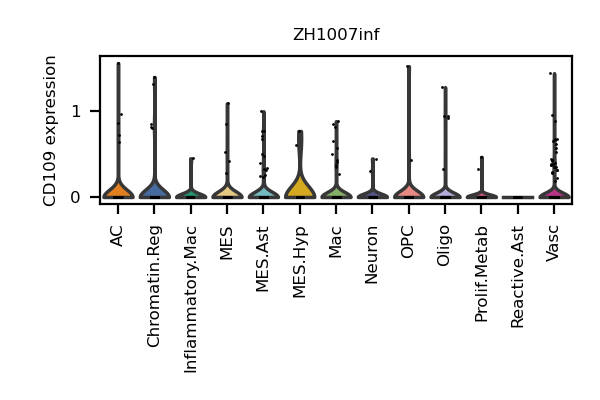 ZH1007inf
CD109 expression
1
0
AC
Chromatin.Reg
Inflammatory.Mac
MES
MES.Ast
MES.Hyp
Mac
Neuron
OPC
Oligo
Prolif.Metab
Reactive.Ast
Vasc